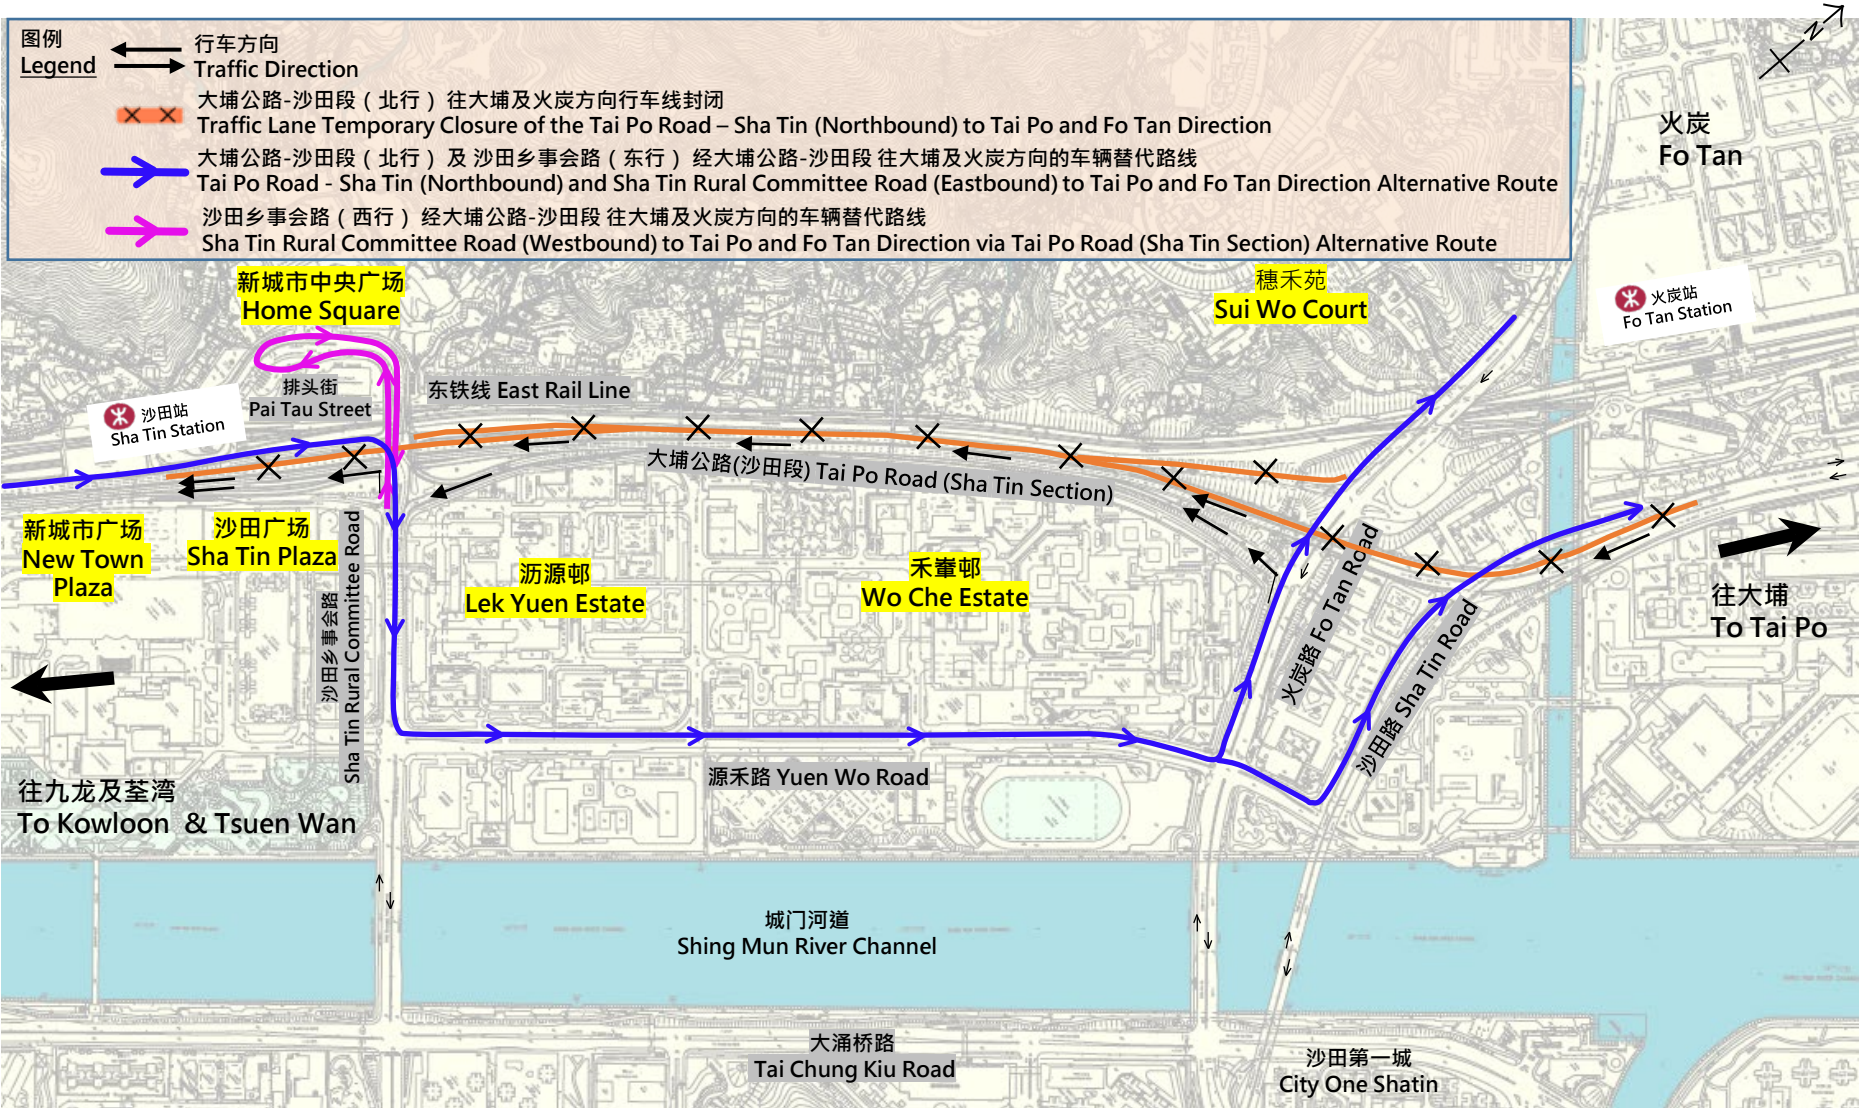 图例
Legend
行车方向
Traffic Direction
大埔公路-沙田段（北行）往大埔及火炭方向行车线封闭
Traffic Lane Temporary Closure of the Tai Po Road – Sha Tin (Northbound) to Tai Po and Fo Tan Direction
大埔公路-沙田段（北行）及 沙田乡事会路（东行）经大埔公路-沙田段 往大埔及火炭方向的车辆替代路线
Tai Po Road - Sha Tin (Northbound) and Sha Tin Rural Committee Road (Eastbound) to Tai Po and Fo Tan Direction Alternative Route
沙田乡事会路（西行）经大埔公路-沙田段 往大埔及火炭方向的车辆替代路线
Sha Tin Rural Committee Road (Westbound) to Tai Po and Fo Tan Direction via Tai Po Road (Sha Tin Section) Alternative Route
N
火炭
Fo Tan
新城市中央广场
Home Square
穗禾苑
Sui Wo Court
火炭站
Fo Tan Station
排头街
Pai Tau Street
东铁线 East Rail Line
沙田站
Sha Tin Station
大埔公路(沙田段) Tai Po Road (Sha Tin Section)
新城市广场
New Town
Plaza
沙田广场
Sha Tin Plaza
沙田乡事会路
Sha Tin Rural Committee Road
沥源邨
Lek Yuen Estate
禾輋邨
Wo Che Estate
火炭路 Fo Tan Road
沙田路 Sha Tin Road
往大埔
To Tai Po
往九龙及荃湾
To Kowloon & Tsuen Wan
源禾路 Yuen Wo Road
城门河道
Shing Mun River Channel
大涌桥路
Tai Chung Kiu Road
沙田第一城
City One Shatin